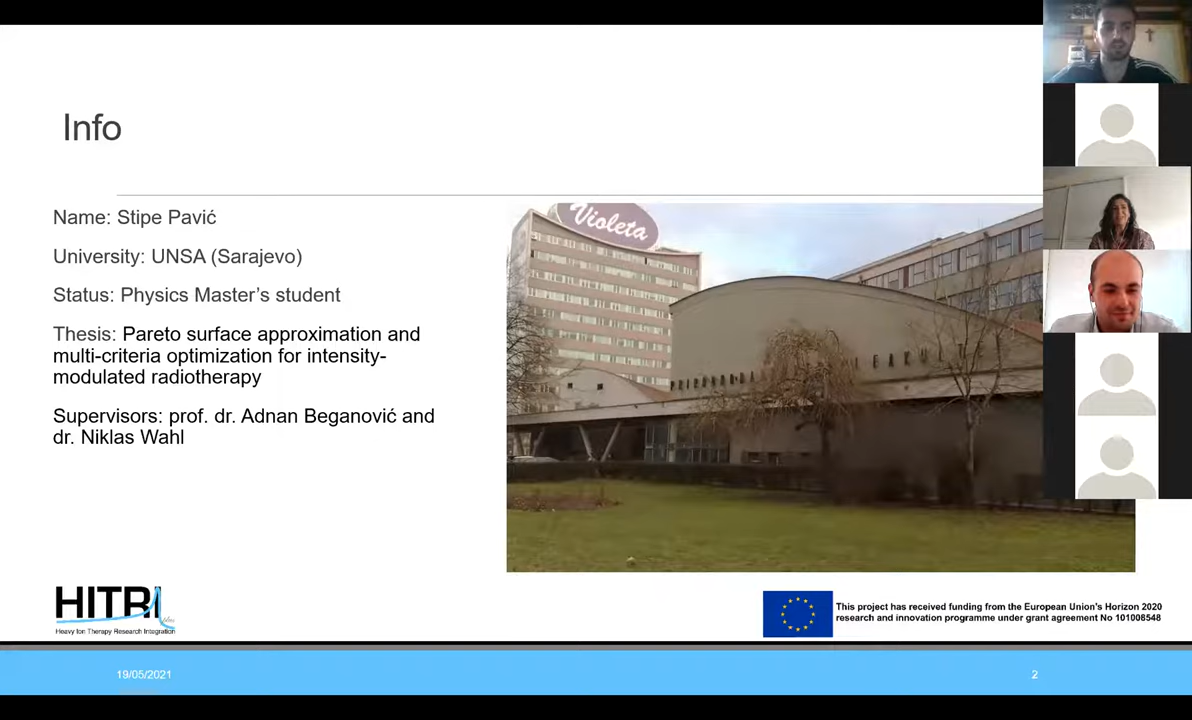 Info
Name: Stipe Pavić
University: UNSA (Sarajevo)
Status: Physics Master's student
Thesis: Pareto surface approximation and
multi-criteria optimization for intensity-
modulated radiotherapy
Supervisors: prof. dr. Adnan Beganović and
dr. Niklas Wahl
Violeta
HITRI
Heavy Ion Therapy Research Integration
This project has received funding from the European Union's Horizon 2020
research and innovation programme under grant agreement No 101008548
19/05/2021
2